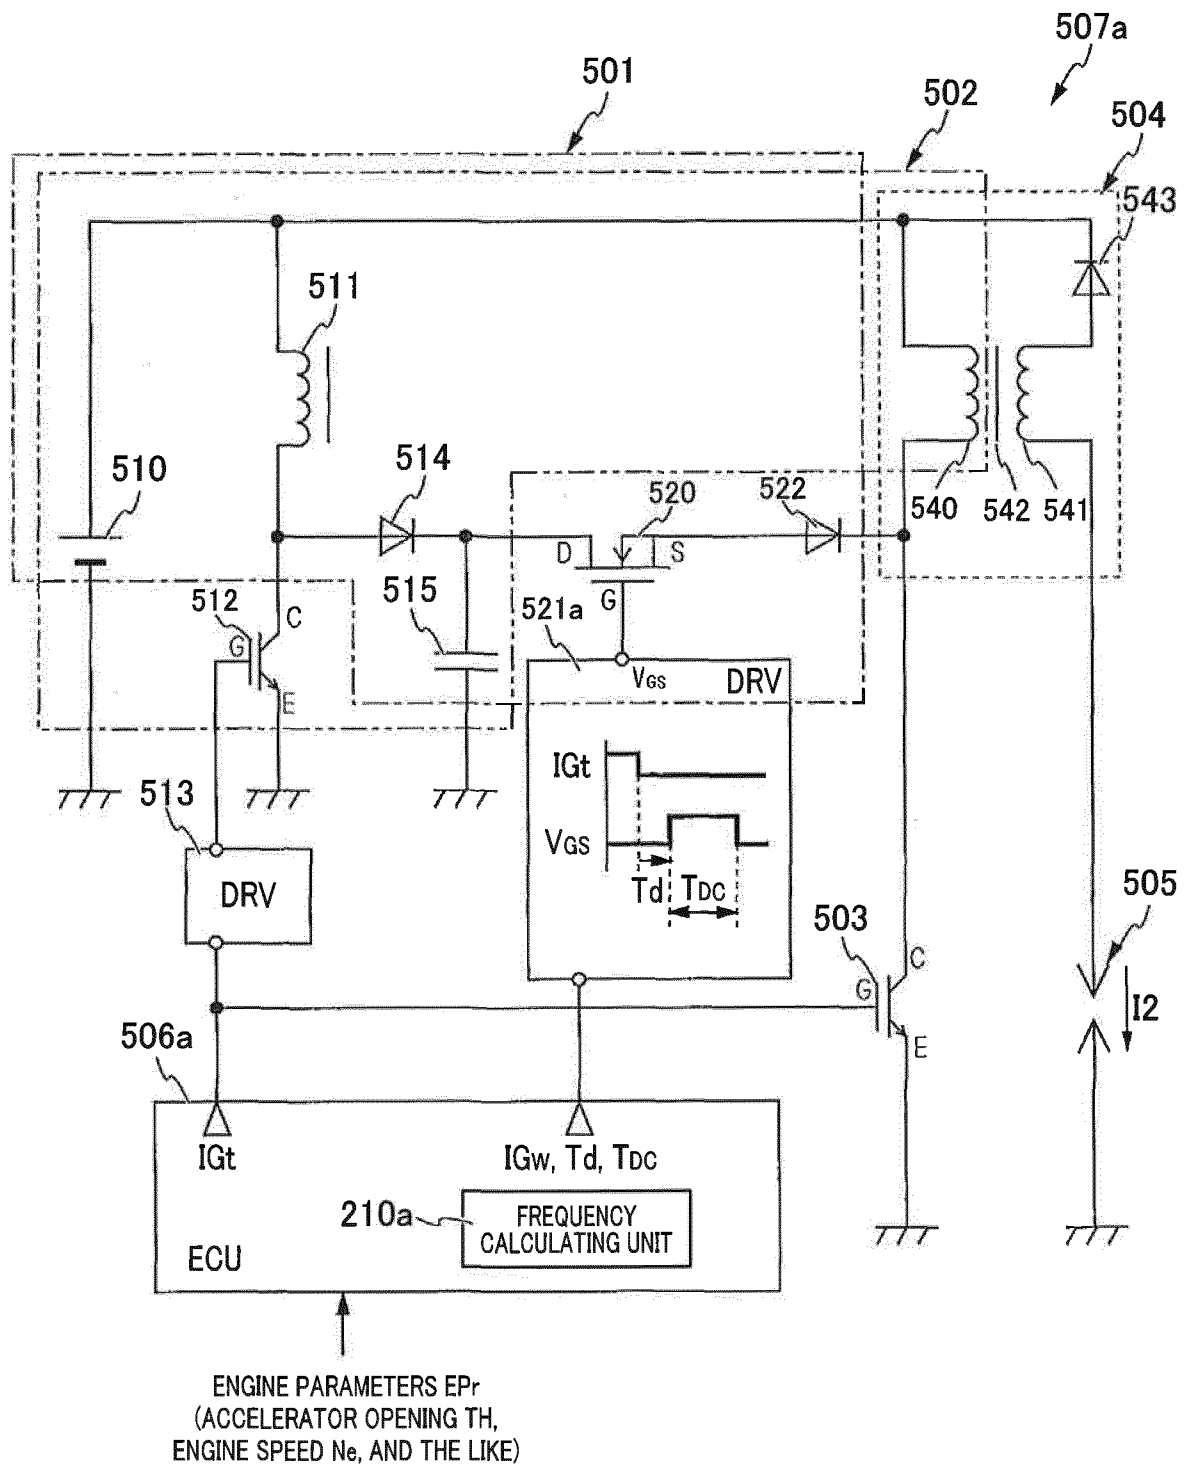 507a
501
502
504
543
511
510
514
520
522
540
542
541
D
S
G
512
C
G
E
515
521a
VGS
DRV
IGt
VGS
Td
TDC
513
DRV
503
C
G
E
505
I2
506a
IGt
IGw, Td, TDC
210a
FREQUENCY
CALCULATING UNIT
ECU
ENGINE PARAMETERS EPr
(ACCELERATOR OPENING TH,
ENGINE SPEED Ne, AND THE LIKE)